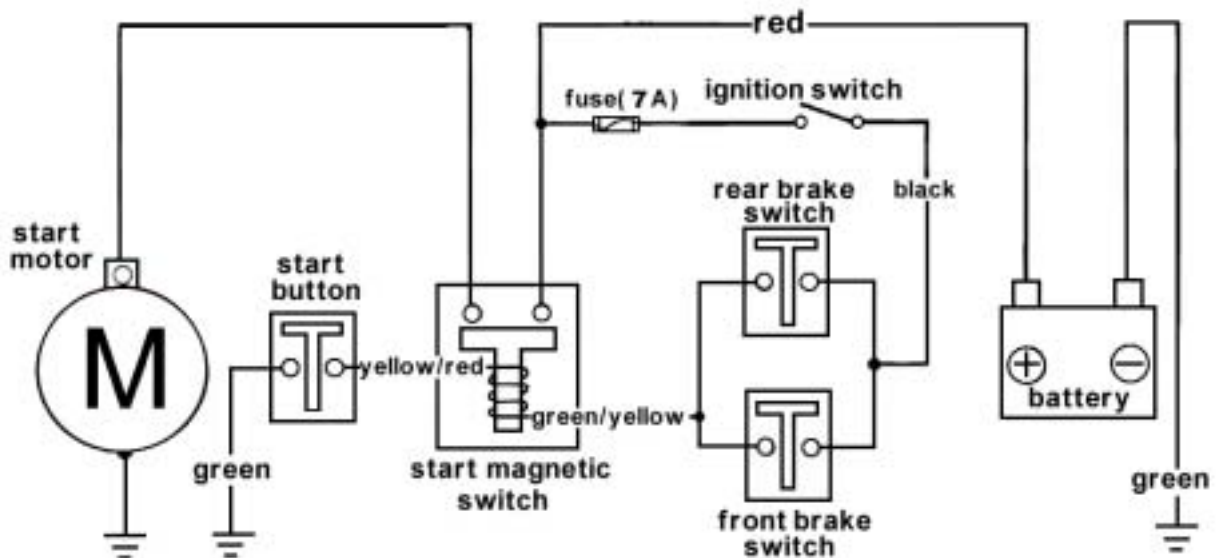 red
fuse( 7A)
ignition switch
rear brake
switch
black
start
motor
start
button
M
yellow/red
green/yellow
battery
green
start magnetic
switch
front brake
switch
green